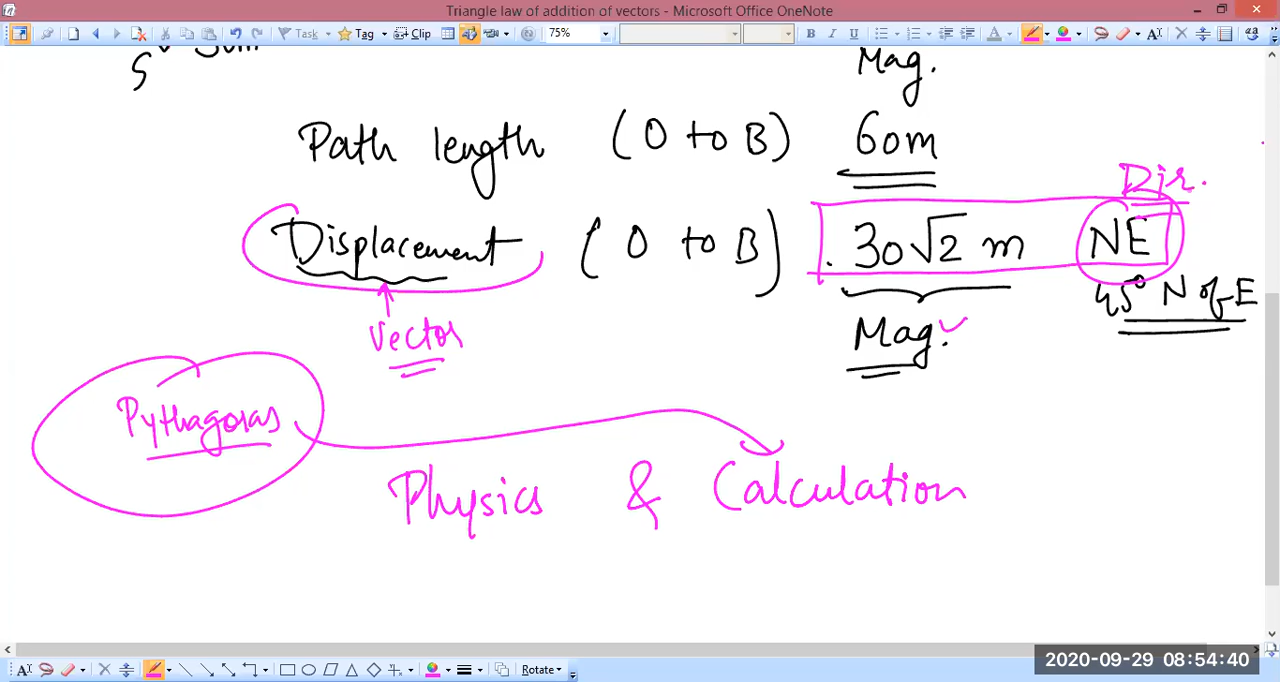 Triangle law of addition of vectors - Microsoft Office OneNote
Task Tag Clip 75% B I U
Mag.
Path length (O to B) 60m
Dir.
Displacement (O to B) 30√2 m NE
45° N of E
Vector Mag.
Pythagoras
Physics & Calculation
2020-09-29 08:54:40
Rotate